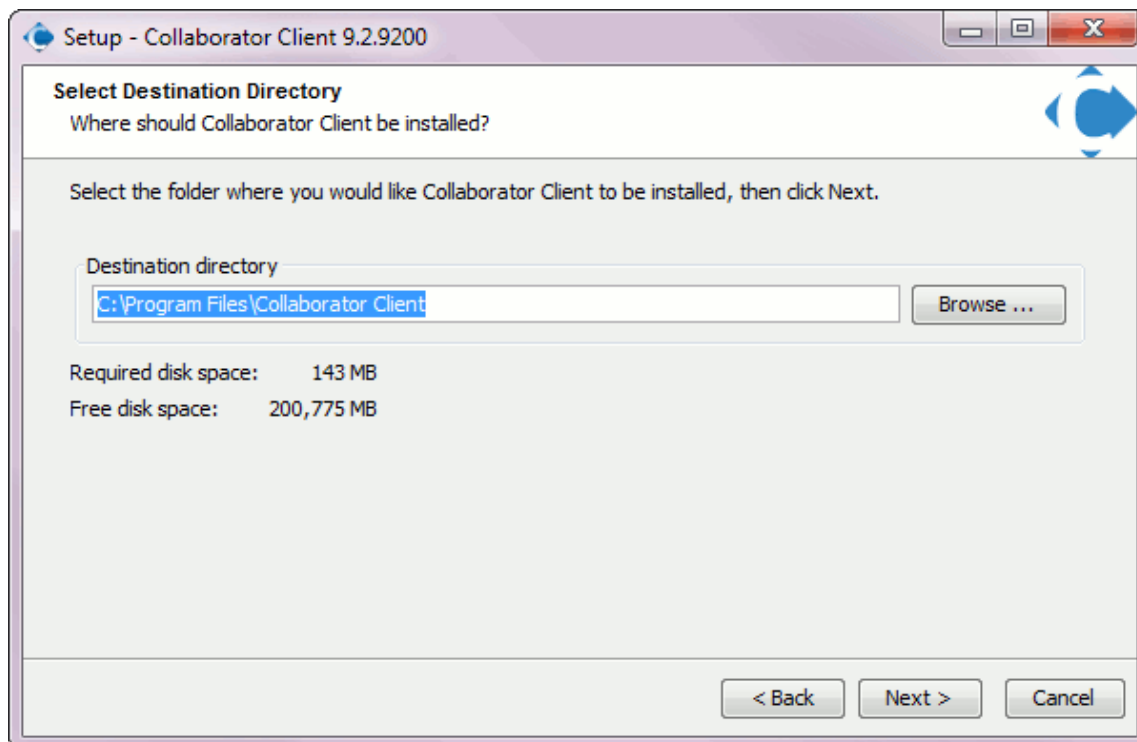 Setup - Collaborator Client 9.2.9200
Select Destination Directory
Where should Collaborator Client be installed?
Select the folder where you would like Collaborator Client to be installed, then click Next.
Destination directory
C:\Program Files\Collaborator Client
Browse ...
Required disk space: 143 MB
Free disk space: 200,775 MB
< Back Next > Cancel